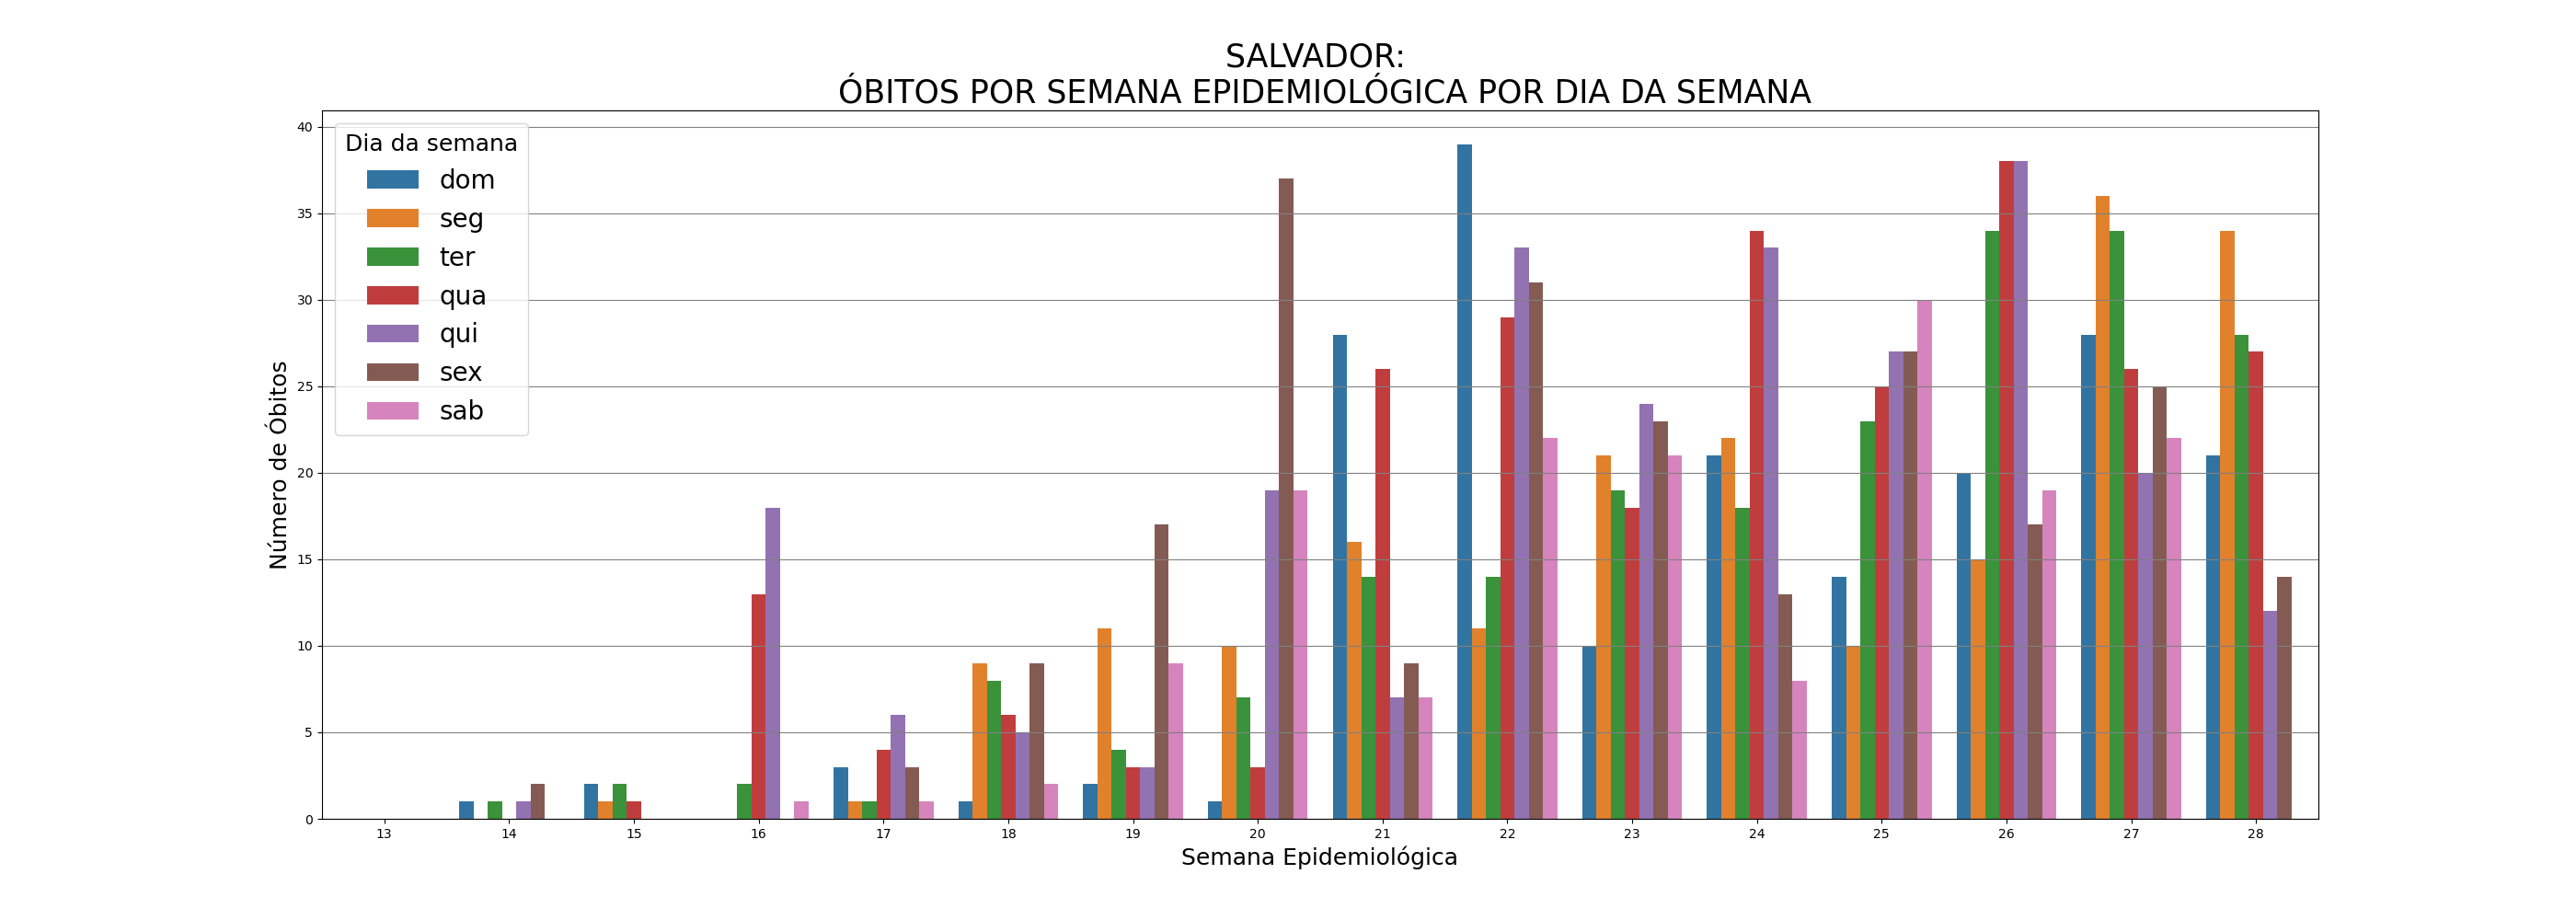 SALVADOR:
ÓBITOS POR SEMANA EPIDEMIOLÓGICA POR DIA DA SEMANA
Dia da semana
dom
seg
ter
qua
qui
sex
sab
Número de Óbitos
40
35
30
25
20
15
10
5
0
13 14 15 16 17 18 19 20 21 22 23 24 25 26 27 28
Semana Epidemiológica